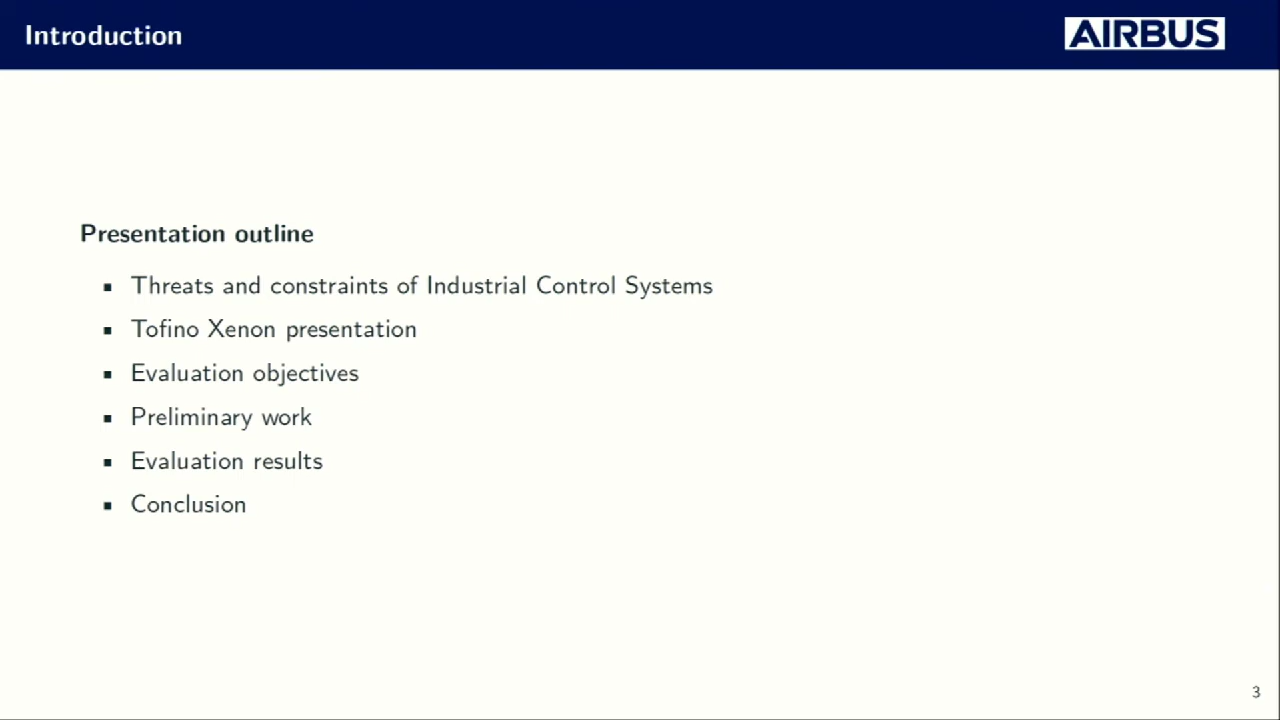 Introduction
AIRBUS
Presentation outline
▪ Threats and constraints of Industrial Control Systems
▪ Tofino Xenon presentation
▪ Evaluation objectives
▪ Preliminary work
▪ Evaluation results
▪ Conclusion
3